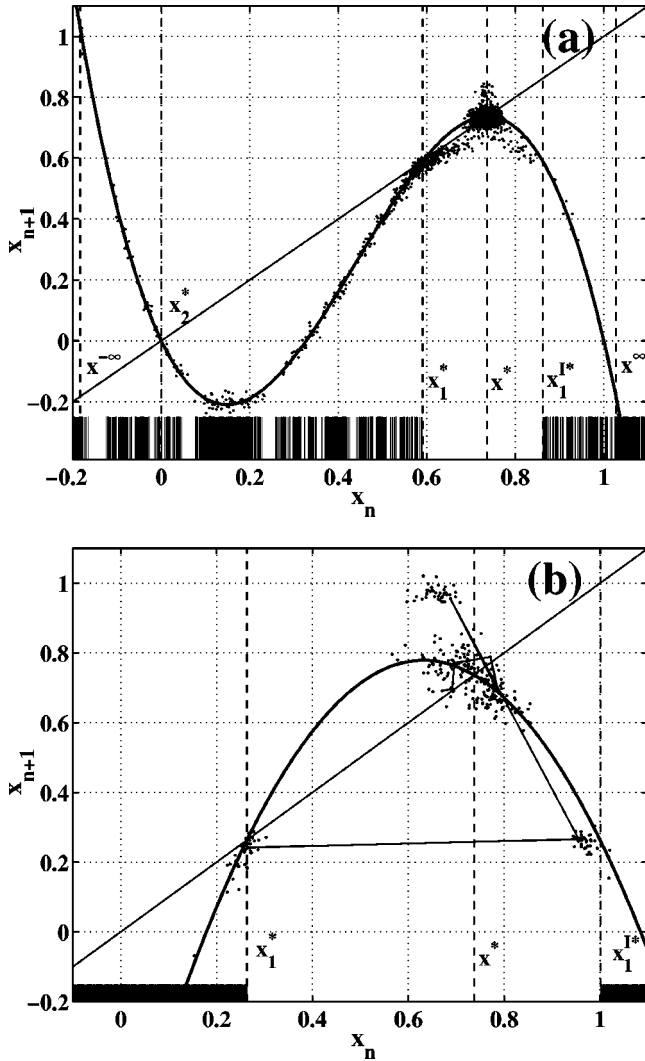 (a)
1
0.8
0.6
0.4
0.2
0
-0.2
x_{n+1}
x^{-∞}
x_2^*
x_1^*
x^*
x_1^{I*}
x^∞
-0.2 0 0.2 0.4 0.6 0.8 1
x_n
(b)
1
0.8
0.6
0.4
0.2
0
-0.2
x_{n+1}
x_1^*
x^*
x_1^{I*}
0 0.2 0.4 0.6 0.8 1
x_n